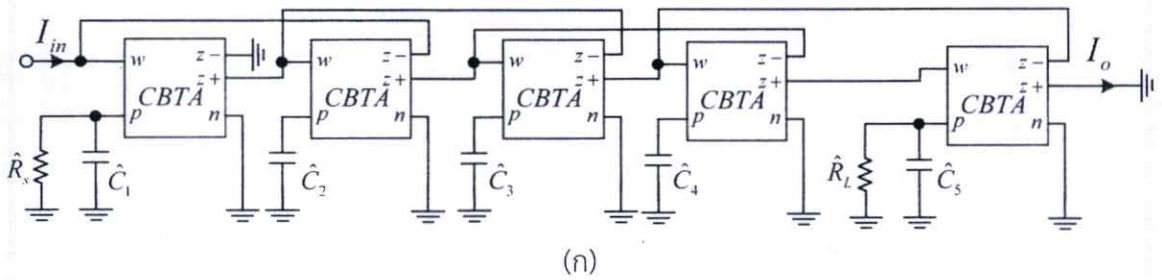 I_in
w z− z+ CBTA p n
w z− z+ CBTA p n
w z− z+ CBTA p n
w z− z+ CBTA p n
w z− z+ CBTA p n
I_o
R̂_s Ĉ_1 Ĉ_2 Ĉ_3 Ĉ_4 R̂_L Ĉ_5
(ก)